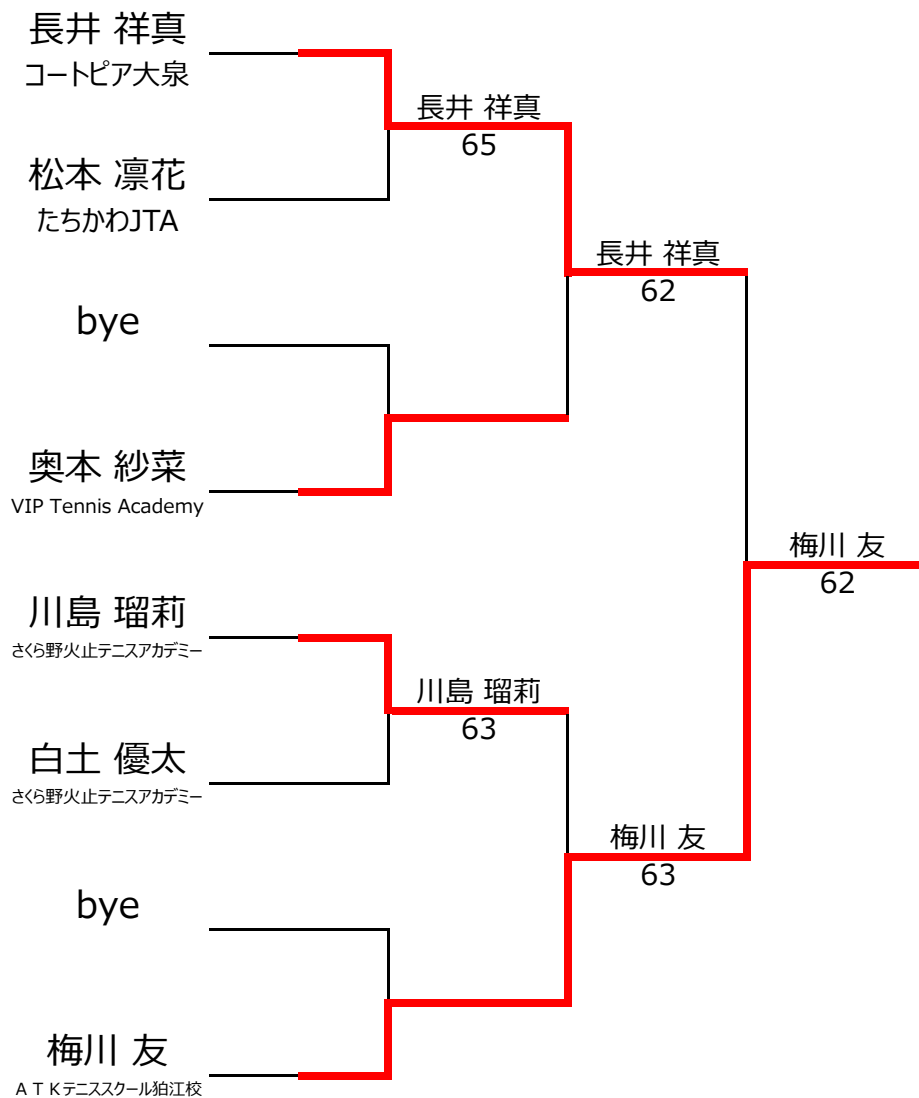 長井 祥真
コートピア大泉
長井 祥真
65
松本 凛花
たちかわJTA
長井 祥真
62
bye
奥本 紗菜
VIP Tennis Academy
梅川 友
62
川島 瑠莉
さくら野火止テニスアカデミー
川島 瑠莉
63
白土 優太
さくら野火止テニスアカデミー
梅川 友
63
bye
梅川 友
ＡＴＫテニススクール狛江校